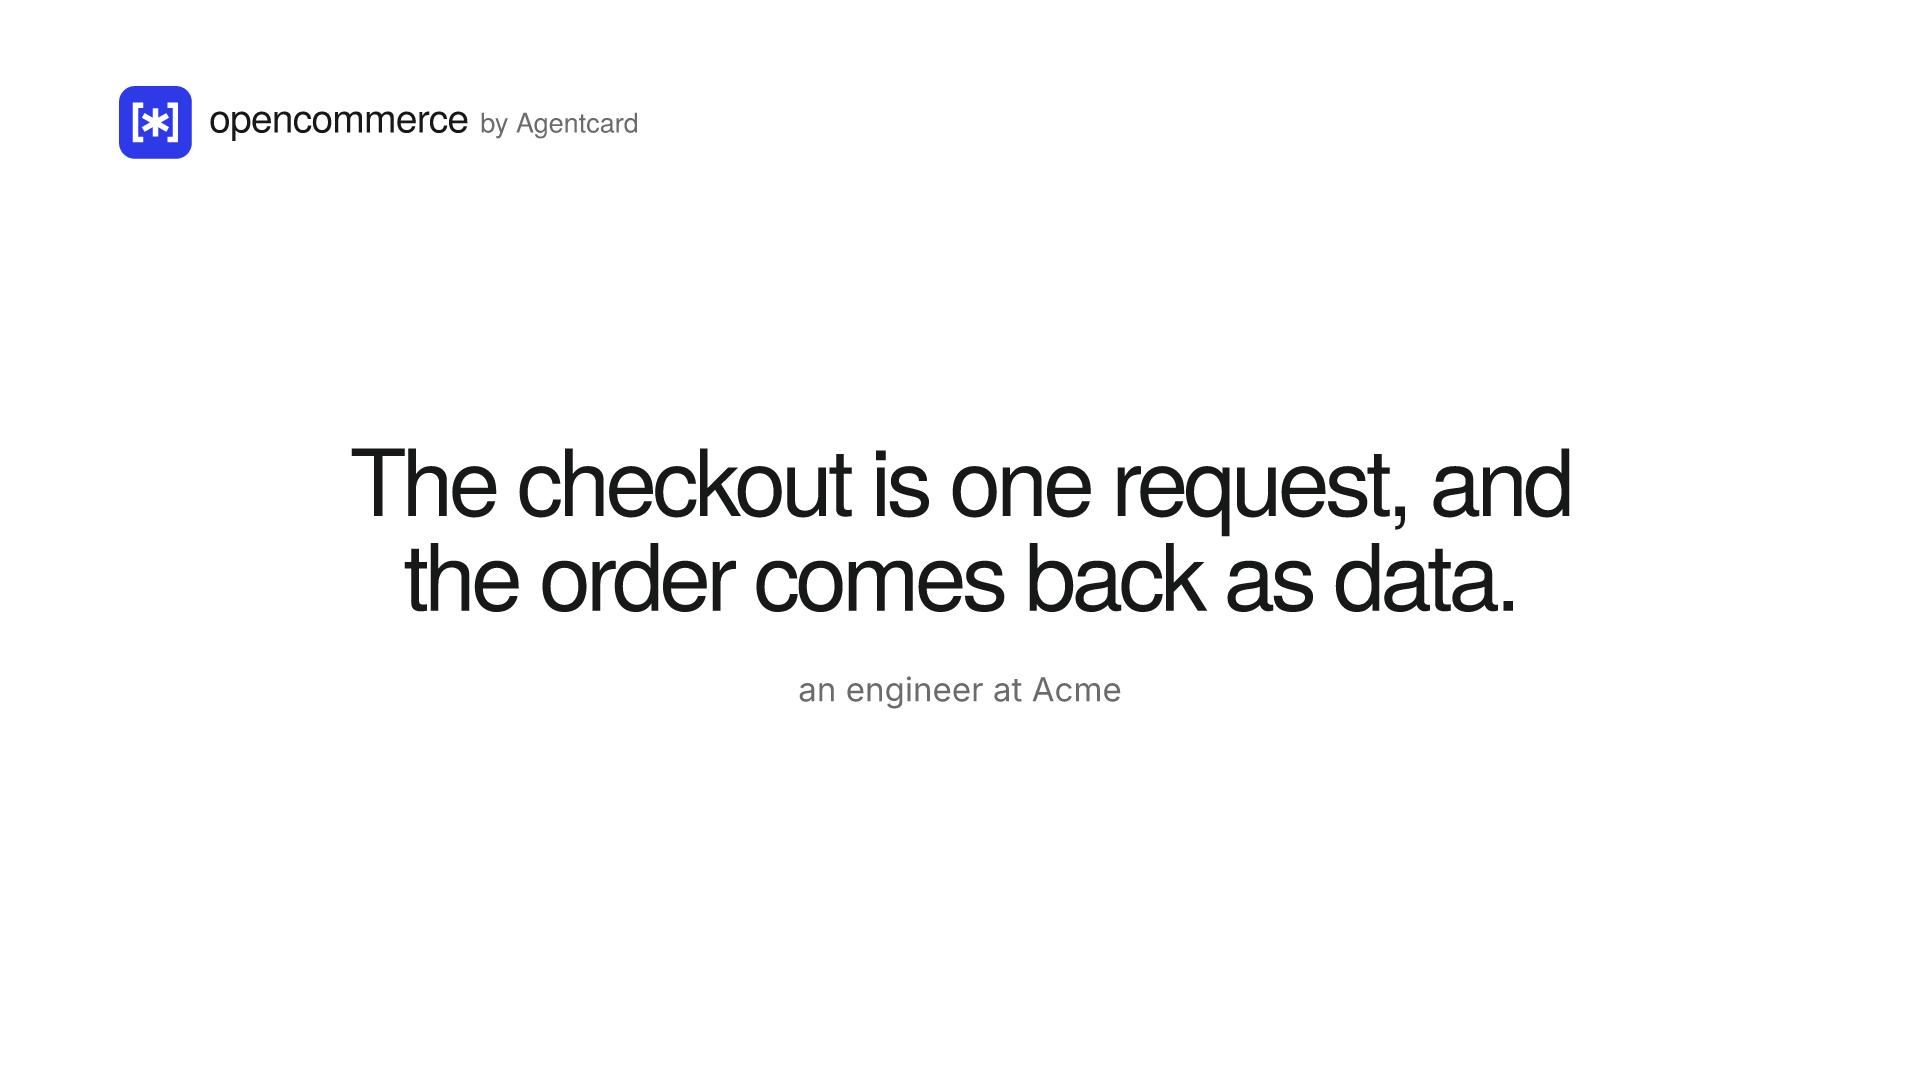 [*] opencommerce by Agentcard
The checkout is one request, and
the order comes back as data.
an engineer at Acme